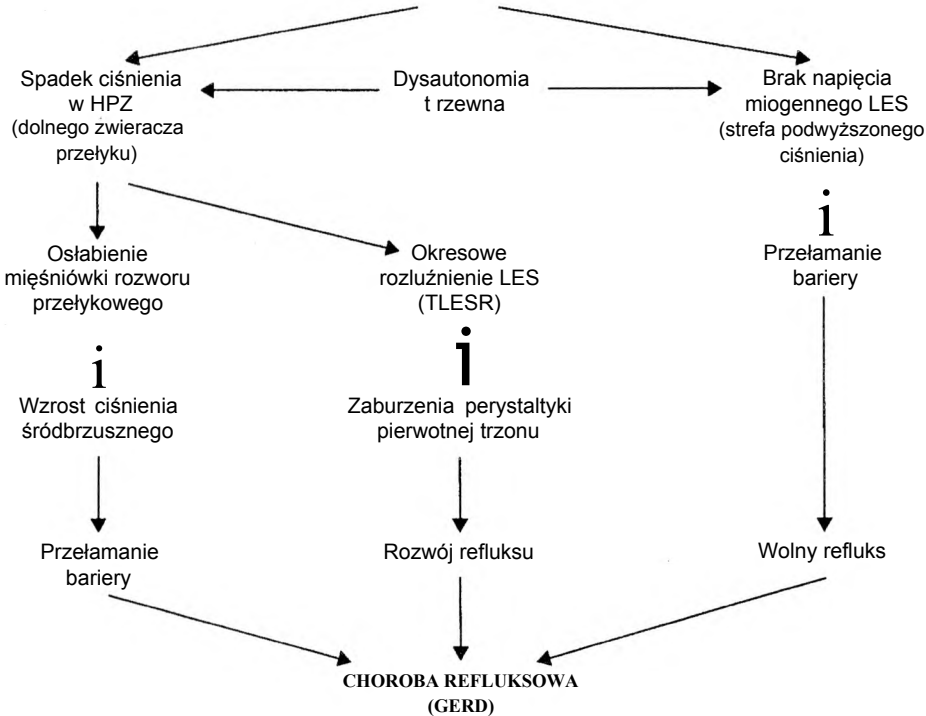 Spadek ciśnienia
w HPZ
(dolnego zwieracza
przełyku)
Dysautonomia
t rzewna
Brak napięcia
miogennego LES
(strefa podwyższonego
ciśnienia)
i
Przełamanie
bariery
Osłabienie
mięśniówki rozworu
przełykowego
Okresowe
rozluźnienie LES
(TLESR)
i
i
Wzrost ciśnienia
śródbrzusznego
Zaburzenia perystaltyki
pierwotnej trzonu
Przełamanie
bariery
Rozwój refluksu
Wolny refluks
CHOROBA REFLUKSOWA
(GERD)